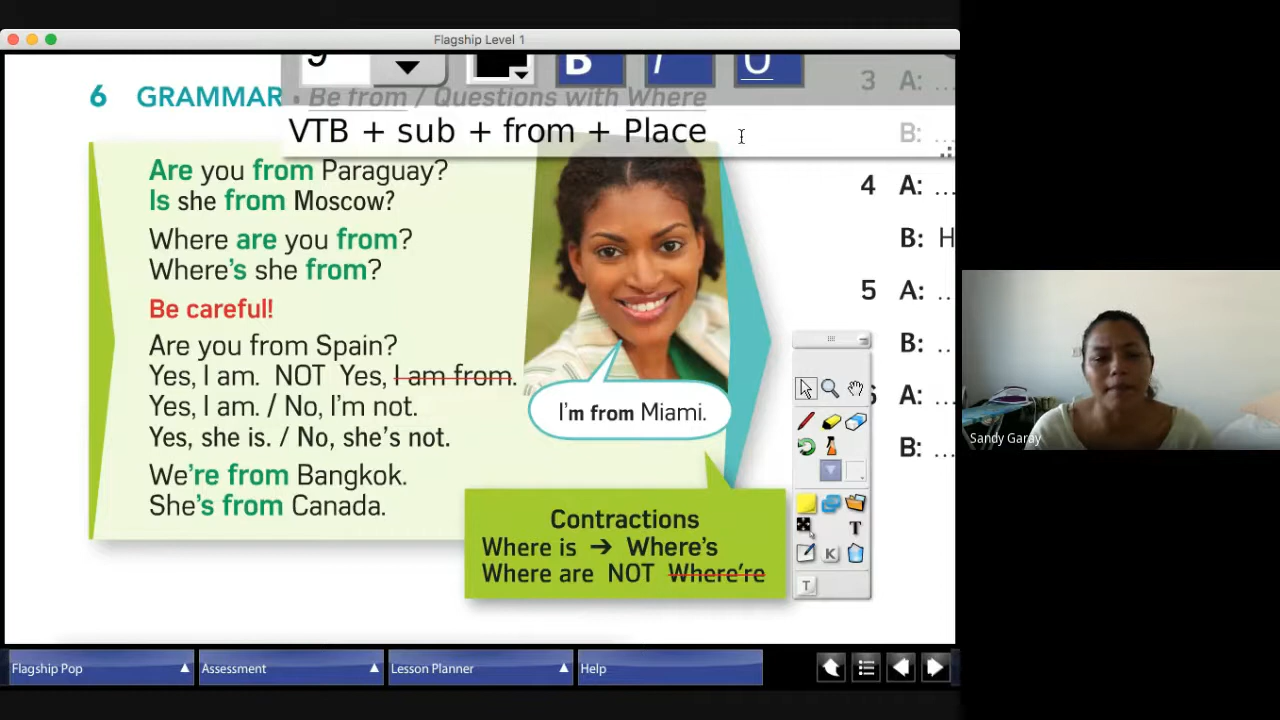 Flagship Level 1
9
B I U
6 GRAMMAR • Be from / Questions with Where
VTB + sub + from + Place
Are you from Paraguay?
Is she from Moscow?
Where are you from?
Where's she from?
Be careful!
Are you from Spain?
Yes, I am. NOT Yes, I am from.
Yes, I am. / No, I'm not.
Yes, she is. / No, she's not.
We're from Bangkok.
She's from Canada.
I'm from Miami.
Contractions
Where is → Where's
Where are NOT Where're
3 A: ...
B: ...
4 A: ...
B: H
5 A: ..
B: ..
6 A: ...
B: ...
T
K
T
Sandy Garay
Flagship Pop
Assessment
Lesson Planner
Help